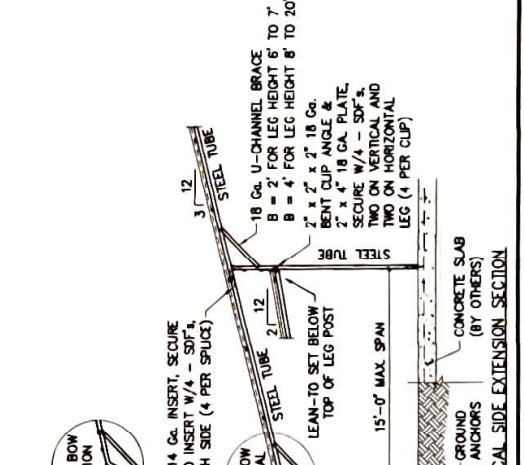 18 Ga. U-CHANNEL BRACE
B = 2' FOR LEG HEIGHT 6' TO 7'
B = 4' FOR LEG HEIGHT 8' TO 20'
2" x 2" x 2" 18 Ga.
BENT CLIP ANGLE &
2" x 4" 18 GA. PLATE,
SECURE W/4 - SDF's,
TWO ON VERTICAL AND
TWO ON HORIZONTAL
LEG (4 PER CLIP)
12
3
STEEL TUBE
STEEL TUBE
12
2
LEAN-TO SET BELOW
TOP OF LEG POST
STEEL TUBE
14 Ga. INSERT, SECURE
INSERT W/4 - SDF's,
SIDE (4 PER SPLICE)
BOW
15'-0" MAX. SPAN
CONCRETE SLAB
(BY OTHERS)
GROUND
ANCHORS
CAL SIDE EXTENSION SECTION